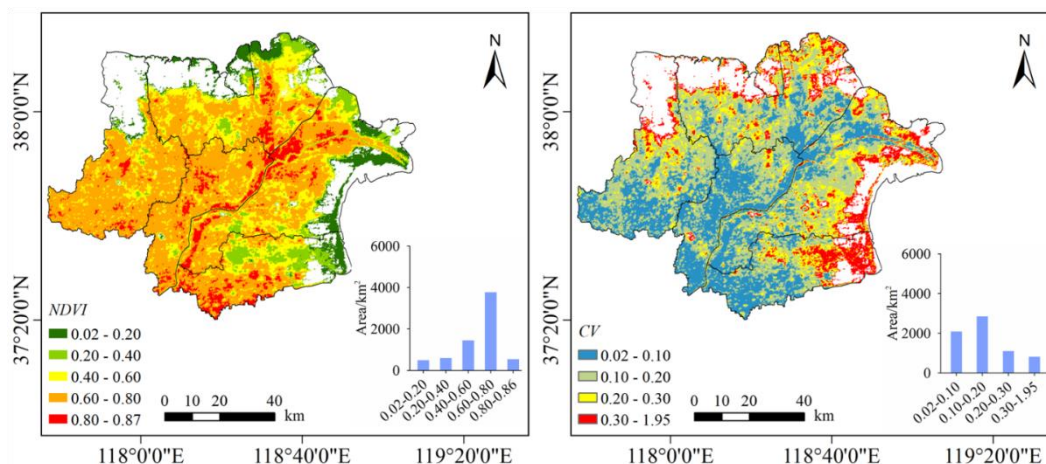 N
38°0'0"N
37°20'0"N
NDVI
0.02 - 0.20
0.20 - 0.40
0.40 - 0.60
0.60 - 0.80
0.80 - 0.87
0 10 20 40
km
Area/km²
6000
4000
2000
0
0.02-0.20
0.20-0.40
0.40-0.60
0.60-0.80
0.80-0.86
118°0'0"E
118°40'0"E
119°20'0"E
N
38°0'0"N
37°20'0"N
CV
0.02 - 0.10
0.10 - 0.20
0.20 - 0.30
0.30 - 1.95
0 10 20 40
km
Area/km²
6000
4000
2000
0
0.02-0.10
0.10-0.20
0.20-0.30
0.30-1.95
118°0'0"E
118°40'0"E
119°20'0"E